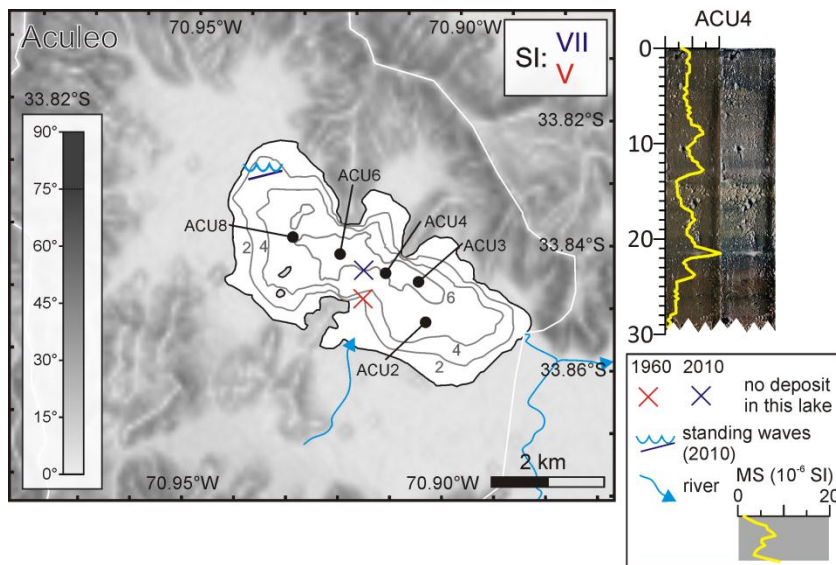 Aculeo
70.95°W
70.90°W
SI: VII
V
33.82°S
33.82°S
90°
75°
60°
45°
30°
15°
0°
ACU6
ACU8
ACU4
ACU3
33.84°S
2
4
6
4
2
ACU2
33.86°S
2 km
70.95°W
70.90°W
ACU4
0
10
20
30
1960 2010
no deposit
in this lake
standing waves
(2010)
river
MS (10-6 SI)
0 20